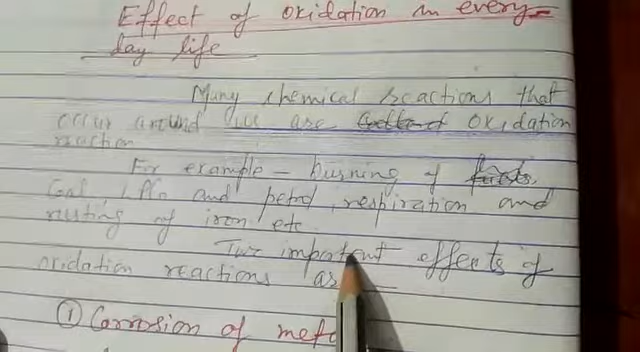 Effect of oxidation in every-
day life
Many chemical reactions that
occur around us are oxidation
reaction
For example - burning of
Coal, LPG and petrol, respiration and
rusting of iron etc
Two important effects of
oxidation reactions as
① Corrosion of meta